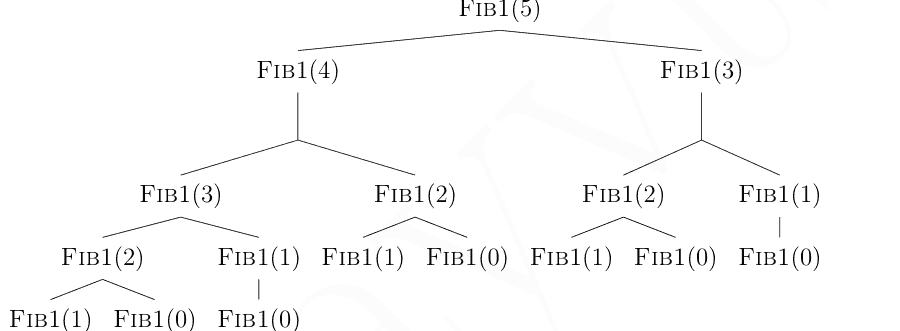 FIB1(5)
FIB1(4) FIB1(3)
FIB1(3) FIB1(2) FIB1(2) FIB1(1)
FIB1(2) FIB1(1) FIB1(1) FIB1(0) FIB1(1) FIB1(0) FIB1(0)
FIB1(1) FIB1(0) FIB1(0)